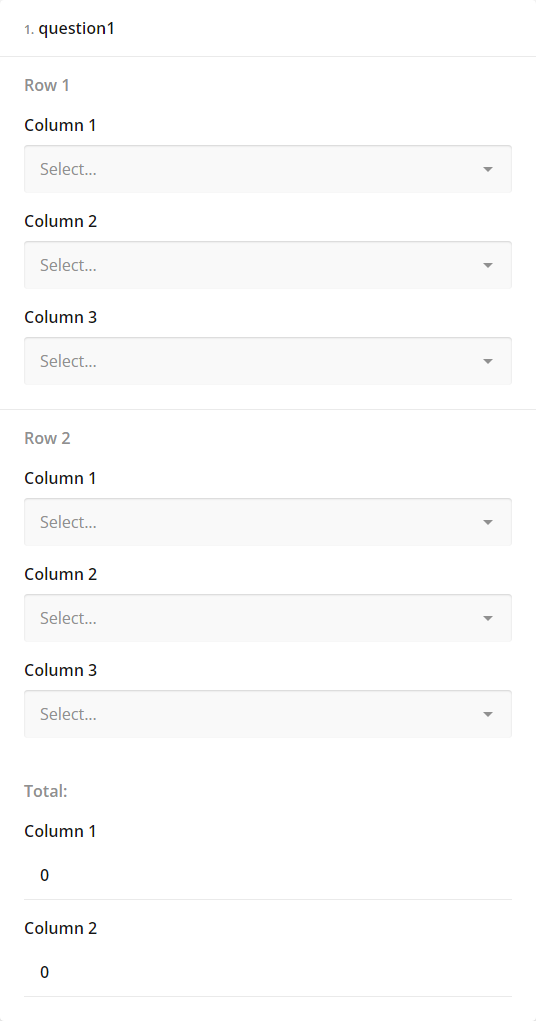 1. question1
Row 1
Column 1
Select...
Column 2
Select...
Column 3
Select...
Row 2
Column 1
Select...
Column 2
Select...
Column 3
Select...
Total:
Column 1
0
Column 2
0